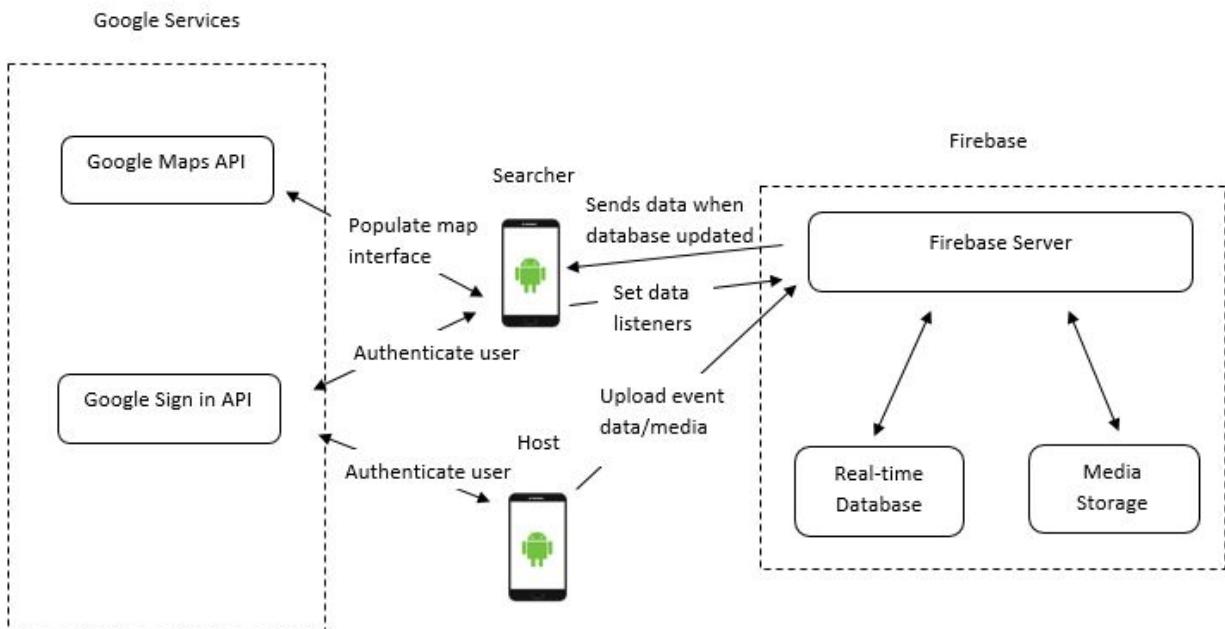 Google Services
Google Maps API
Firebase
Searcher
Sends data when
database updated
Populate map
interface
Firebase Server
Set data
listeners
Authenticate user
Google Sign in API
Upload event
data/media
Host
Authenticate user
Real-time
Database
Media
Storage